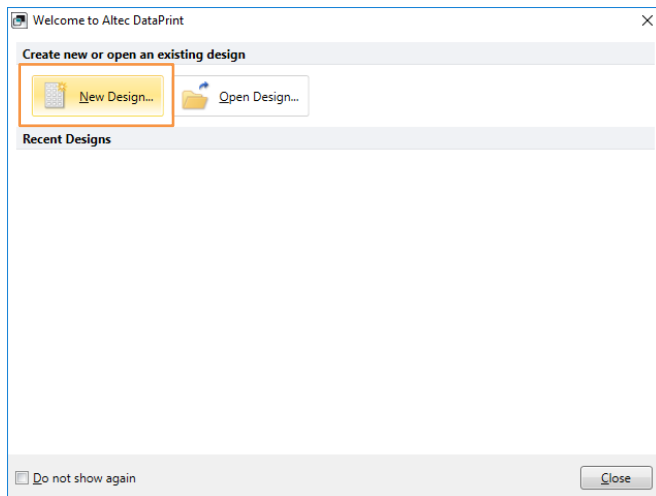 Welcome to Altec DataPrint
Create new or open an existing design
New Design... Open Design...
Recent Designs
Do not show again Close